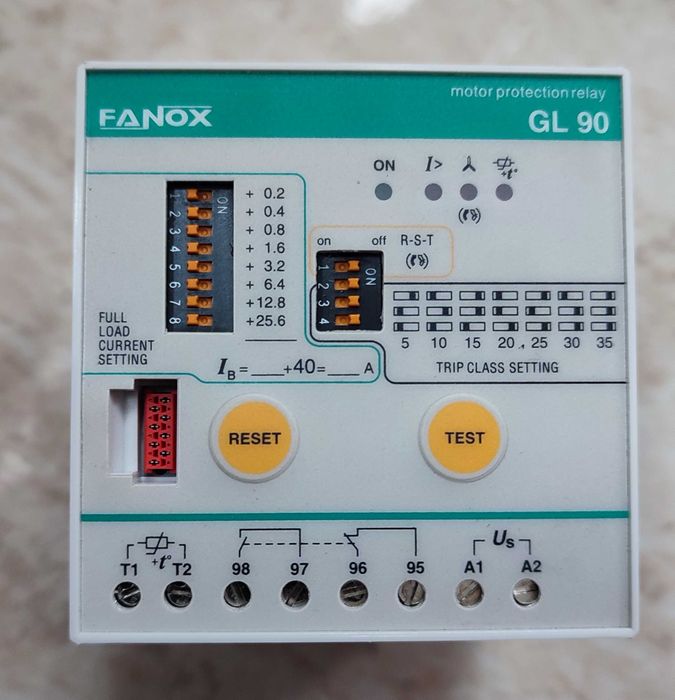 motor protection relay
FANOX
GL 90
ON I>
+t°
1 + 0.2
2 + 0.4
3 + 0.8
4 + 1.6
5 + 3.2
6 + 6.4
7 +12.8
8 +25.6
ON
on off R-S-T
1
2
3
4
ON
5 10 15 20 25 30 35
TRIP CLASS SETTING
FULL
LOAD
CURRENT
SETTING
IB = ___+40= ___ A
RESET
TEST
+t°
Us
T1 T2 98 97 96 95 A1 A2